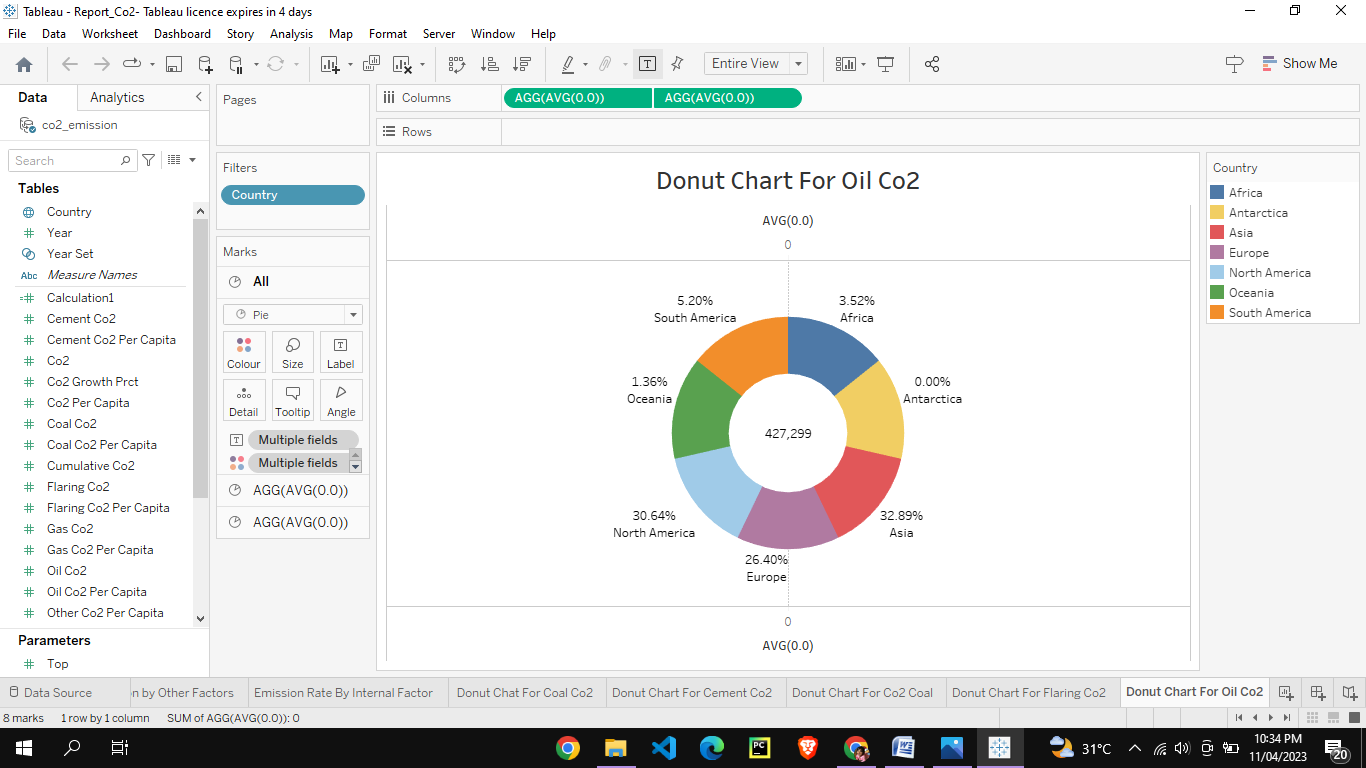 Tableau - Report_Co2- Tableau licence expires in 4 days
File Data Worksheet Dashboard Story Analysis Map Format Server Window Help
Entire View
Show Me
Data Analytics
co2_emission
Search
Tables
Country
Year
Year Set
Abc Measure Names
Calculation1
Cement Co2
Cement Co2 Per Capita
Co2
Co2 Growth Prct
Co2 Per Capita
Coal Co2
Coal Co2 Per Capita
Cumulative Co2
Flaring Co2
Flaring Co2 Per Capita
Gas Co2
Gas Co2 Per Capita
Oil Co2
Oil Co2 Per Capita
Other Co2 Per Capita
Parameters
Top
Pages
Filters
Country
Marks
All
Pie
Colour Size Label
Detail Tooltip Angle
Multiple fields
Multiple fields
AGG(AVG(0.0))
AGG(AVG(0.0))
Columns AGG(AVG(0.0)) AGG(AVG(0.0))
Rows
Donut Chart For Oil Co2
AVG(0.0)
0
5.20%
South America
3.52%
Africa
1.36%
Oceania
0.00%
Antarctica
427,299
30.64%
North America
32.89%
Asia
26.40%
Europe
0
AVG(0.0)
Country
Africa
Antarctica
Asia
Europe
North America
Oceania
South America
Data Source n by Other Factors Emission Rate By Internal Factor Donut Chat For Coal Co2 Donut Chart For Cement Co2 Donut Chart For Co2 Coal Donut Chart For Flaring Co2 Donut Chart For Oil Co2
8 marks 1 row by 1 column SUM of AGG(AVG(0.0)): 0
31°C
10:34 PM
11/04/2023
20